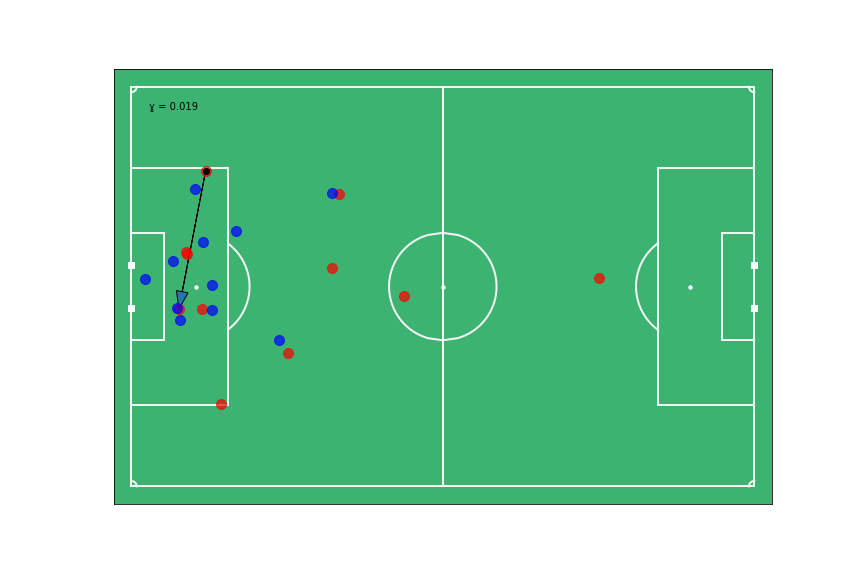 ɣ = 0.019